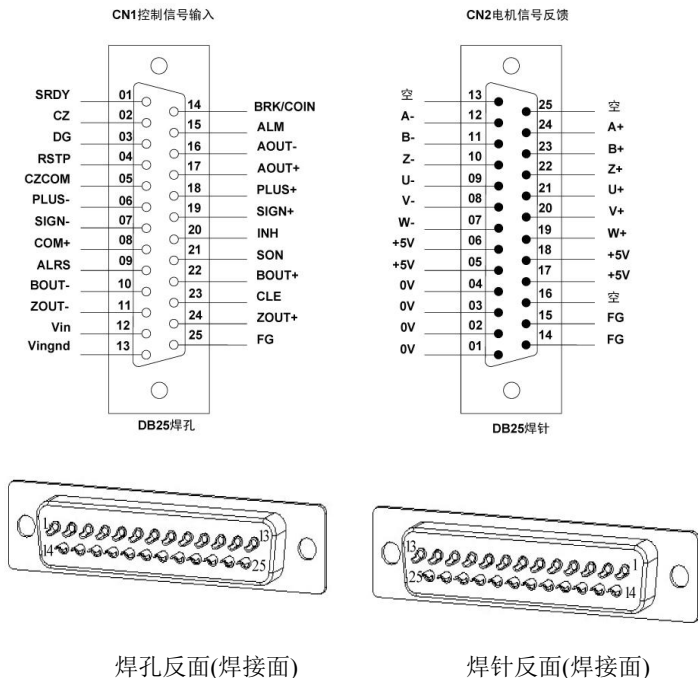 CN1控制信号输入
CN2电机信号反馈
SRDY 01
14 BRK/COIN
CZ 02
15 ALM
DG 03
16 AOUT-
RSTP 04
17 AOUT+
CZCOM 05
18 PLUS+
PLUS- 06
19 SIGN+
SIGN- 07
20 INH
COM+ 08
21 SON
ALRS 09
22 BOUT+
BOUT- 10
23 CLE
ZOUT- 11
24 ZOUT+
Vin 12
25 FG
Vingnd 13
DB25焊孔
空 13
25 空
A- 12
24 A+
B- 11
23 B+
Z- 10
22 Z+
U- 09
21 U+
V- 08
20 V+
W- 07
19 W+
+5V 06
18 +5V
+5V 05
17 +5V
0V 04
16 空
0V 03
15 FG
0V 02
14 FG
0V 01
DB25焊针
1 13
14 25
13 1
25 14
焊孔反面(焊接面)
焊针反面(焊接面)